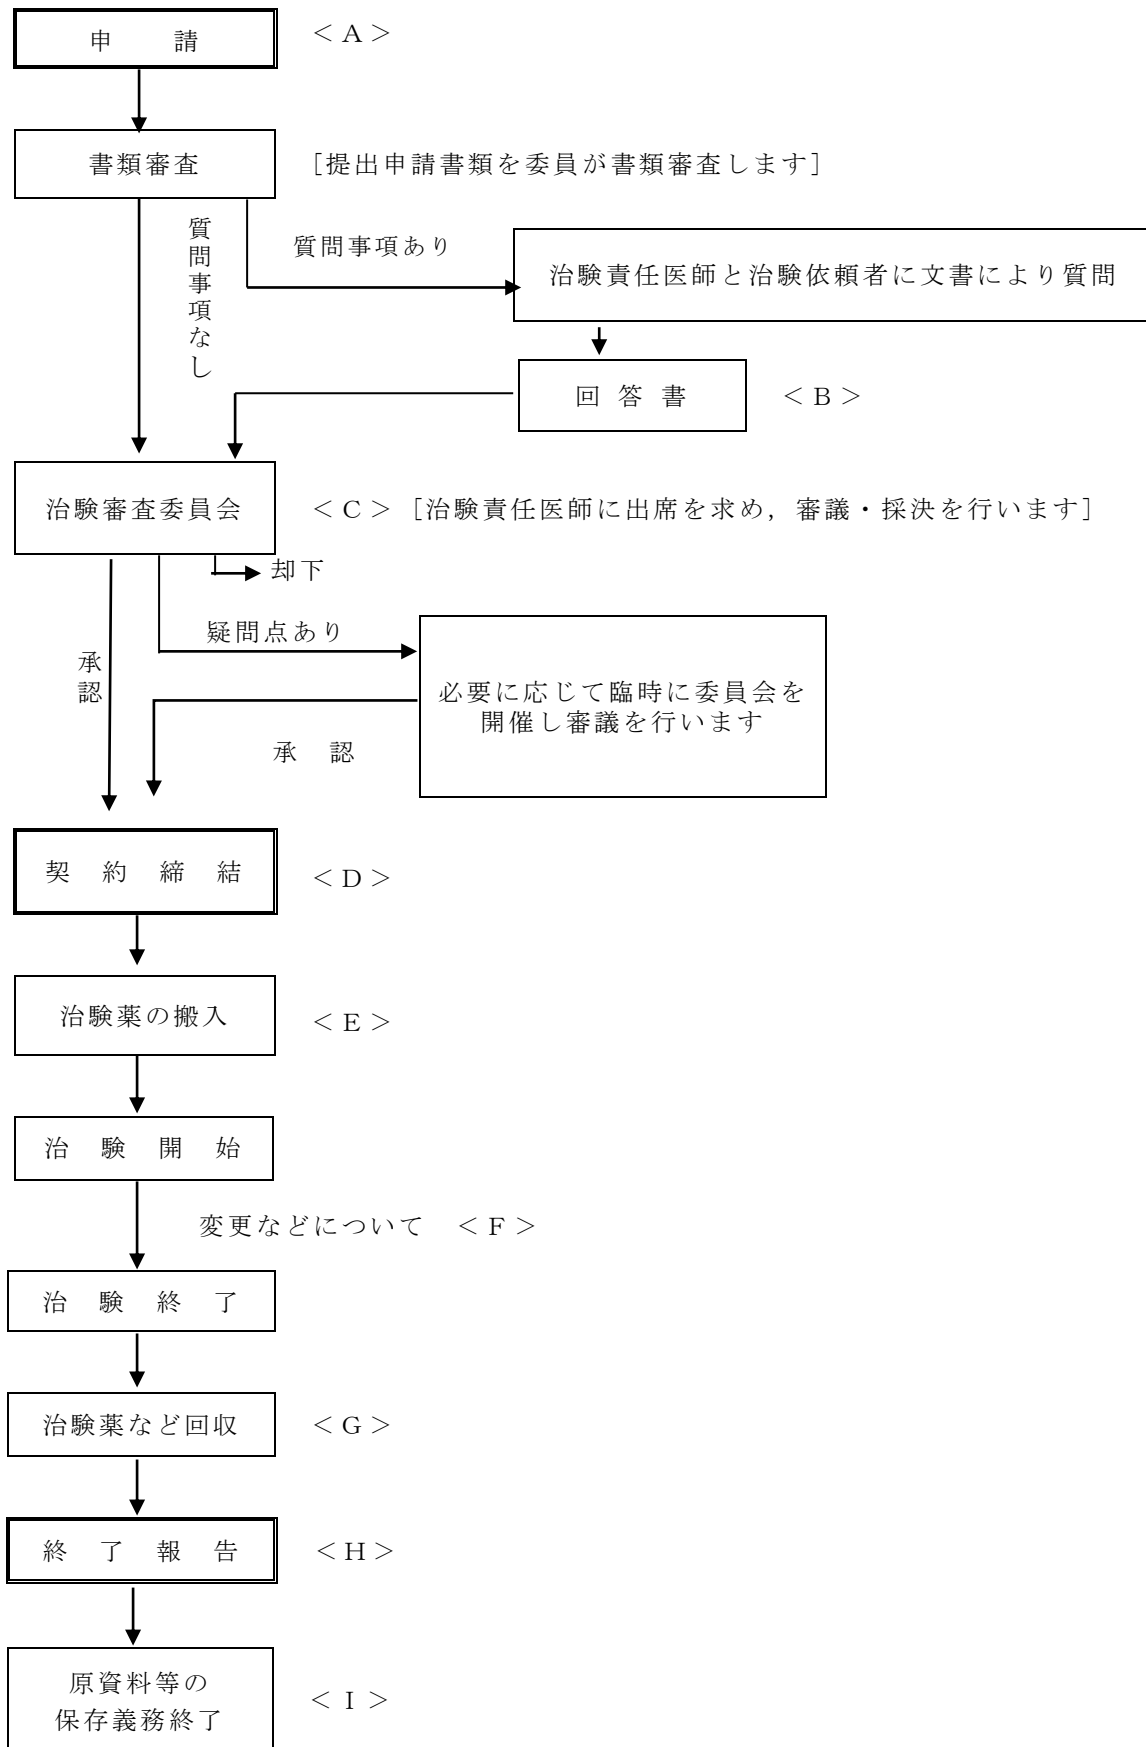 申　請 ＜A＞
書類審査 ［提出申請書類を委員が書類審査します］
質問事項なし
質問事項あり
治験責任医師と治験依頼者に文書により質問
回答書 ＜B＞
治験審査委員会 ＜C＞［治験責任医師に出席を求め，審議・採決を行います］
却下
疑問点あり
承認
必要に応じて臨時に委員会を
開催し審議を行います
承　認
契　約　締　結 ＜D＞
治験薬の搬入 ＜E＞
治　験　開　始
変更などについて　＜F＞
治　験　終　了
治験薬など回収 ＜G＞
終　了　報　告 ＜H＞
原資料等の
保存義務終了 ＜I＞